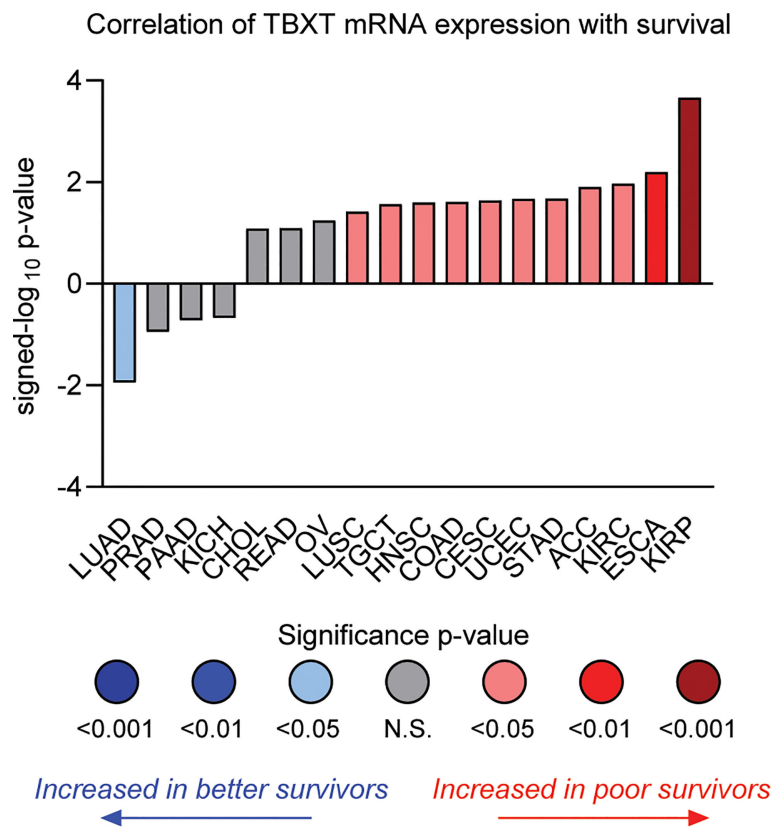 Correlation of TBXT mRNA expression with survival
signed-log10 p-value
4
2
0
-2
-4
LUAD
PRAD
PAAD
KICH
CHOL
READ
OV
LUSC
TGCT
HNSC
COAD
CESC
UCEC
STAD
ACC
KIRC
ESCA
KIRP
Significance p-value
<0.001 <0.01 <0.05 N.S. <0.05 <0.01 <0.001
Increased in better survivors Increased in poor survivors